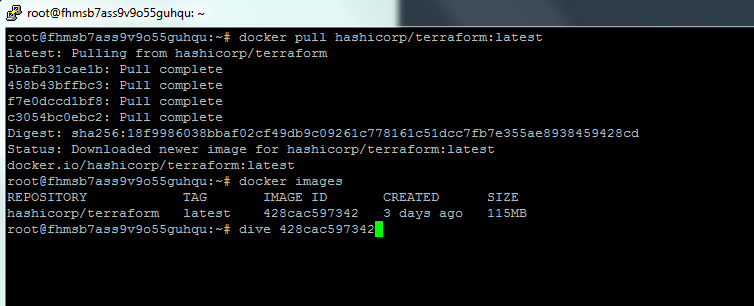 root@fhmsb7ass9v9o55guhqu: ~
root@fhmsb7ass9v9o55guhqu:~# docker pull hashicorp/terraform:latest
latest: Pulling from hashicorp/terraform
5bafb31cae1b: Pull complete
458b43bffbc3: Pull complete
f7e0dccd1bf8: Pull complete
c3054bc0ebc2: Pull complete
Digest: sha256:18f9986038bbaf02cf49db9c09261c778161c51dcc7fb7e355ae8938459428cd
Status: Downloaded newer image for hashicorp/terraform:latest
docker.io/hashicorp/terraform:latest
root@fhmsb7ass9v9o55guhqu:~# docker images
REPOSITORY TAG IMAGE ID CREATED SIZE
hashicorp/terraform latest 428cac597342 3 days ago 115MB
root@fhmsb7ass9v9o55guhqu:~# dive 428cac597342